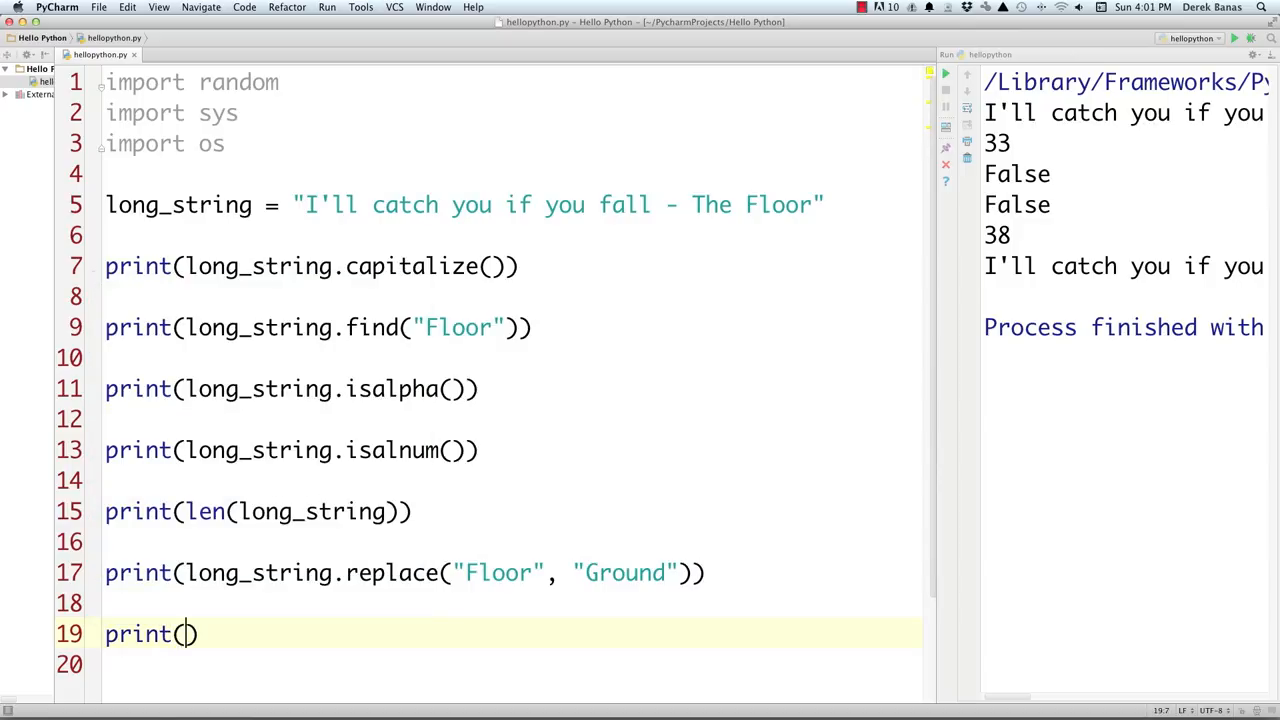 PyCharm File Edit View Navigate Code Refactor Run Tools VCS Window Help 10 Sun 4:01 PM Derek Banas
hellopython.py – Hello Python – [~/PycharmProjects/Hello Python]
Hello Python hellopython.py hellopython
hellopython.py Run hellopython
Hello P
hell
Extern
1 import random
2 import sys
3 import os
4
5 long_string = "I'll catch you if you fall - The Floor"
6
7 print(long_string.capitalize())
8
9 print(long_string.find("Floor"))
10
11 print(long_string.isalpha())
12
13 print(long_string.isalnum())
14
15 print(len(long_string))
16
17 print(long_string.replace("Floor", "Ground"))
18
19 print()
20
/Library/Frameworks/Py
I'll catch you if you
33
False
False
38
I'll catch you if you
Process finished with
19:7 LF UTF-8